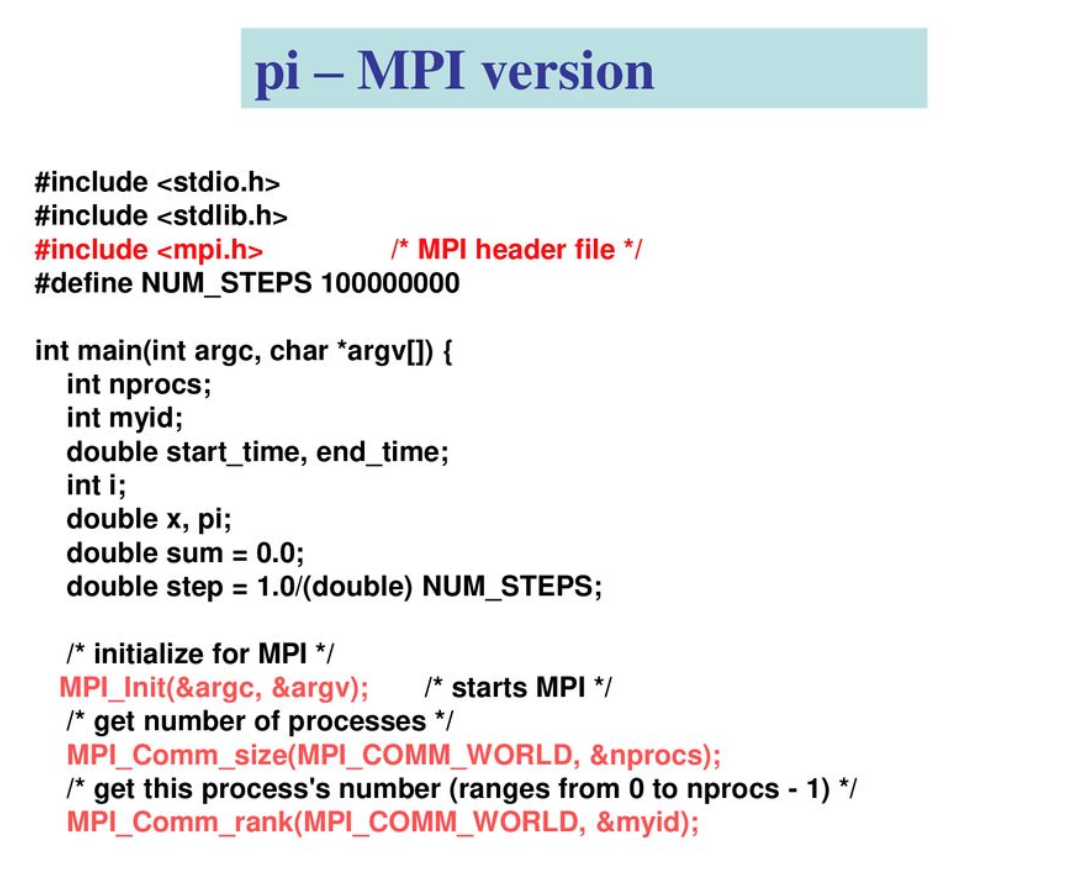 pi – MPI version
#include <stdio.h>
#include <stdlib.h>
#include <mpi.h> /* MPI header file */
#define NUM_STEPS 100000000
int main(int argc, char *argv[]) {
int nprocs;
int myid;
double start_time, end_time;
int i;
double x, pi;
double sum = 0.0;
double step = 1.0/(double) NUM_STEPS;
/* initialize for MPI */
MPI_Init(&argc, &argv); /* starts MPI */
/* get number of processes */
MPI_Comm_size(MPI_COMM_WORLD, &nprocs);
/* get this process's number (ranges from 0 to nprocs - 1) */
MPI_Comm_rank(MPI_COMM_WORLD, &myid);